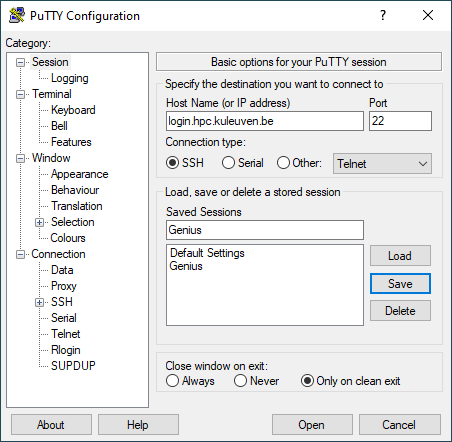 PuTTY Configuration
Category:
Session
Logging
Terminal
Keyboard
Bell
Features
Window
Appearance
Behaviour
Translation
Selection
Colours
Connection
Data
Proxy
SSH
Serial
Telnet
Rlogin
SUPDUP
Basic options for your PuTTY session
Specify the destination you want to connect to
Host Name (or IP address) Port
login.hpc.kuleuven.be 22
Connection type:
SSH Serial Other: Telnet
Load, save or delete a stored session
Saved Sessions
Genius
Default Settings
Genius
Load
Save
Delete
Close window on exit:
Always Never Only on clean exit
About Help Open Cancel